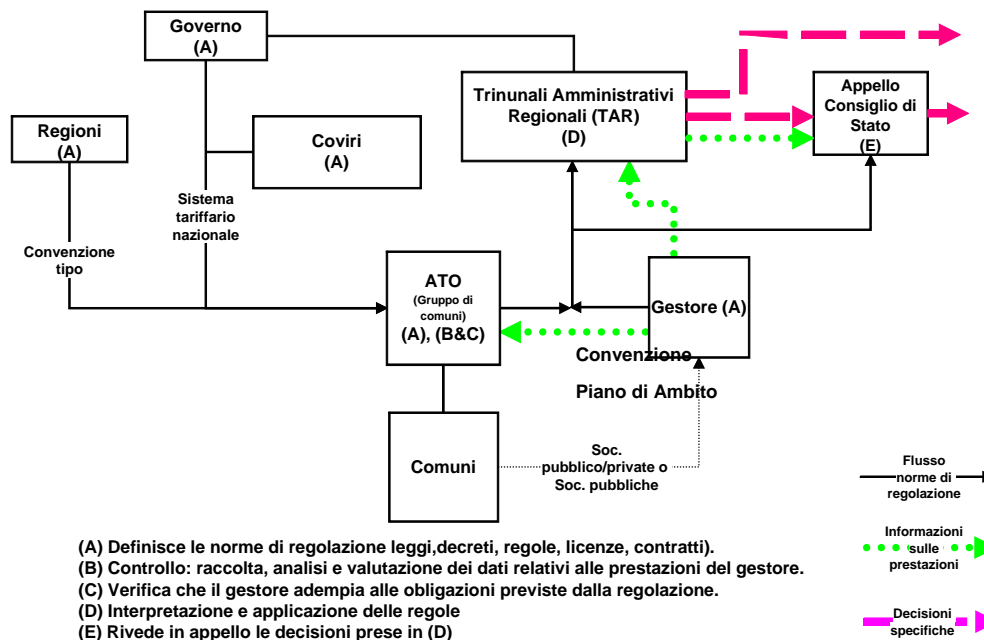 Governo
(A)
Trinunali Amministrativi
Regionali (TAR)
(D)
Appello
Consiglio di
Stato
(E)
Regioni
(A)
Coviri
(A)
Sistema
tariffario
nazionale
Convenzione
tipo
ATO
(Gruppo di
comuni)
(A), (B&C)
Gestore (A)
Convenzione
Piano di Ambito
Comuni
Soc.
pubblico/private o
Soc. pubbliche
Flusso
norme di
regolazione
Informazioni
sulle
prestazioni
Decisioni
specifiche
(A) Definisce le norme di regolazione leggi,decreti, regole, licenze, contratti).
(B) Controllo: raccolta, analisi e valutazione dei dati relativi alle prestazioni del gestore.
(C) Verifica che il gestore adempia alle obligazioni previste dalla regolazione.
(D) Interpretazione e applicazione delle regole
(E) Rivede in appello le decisioni prese in (D)